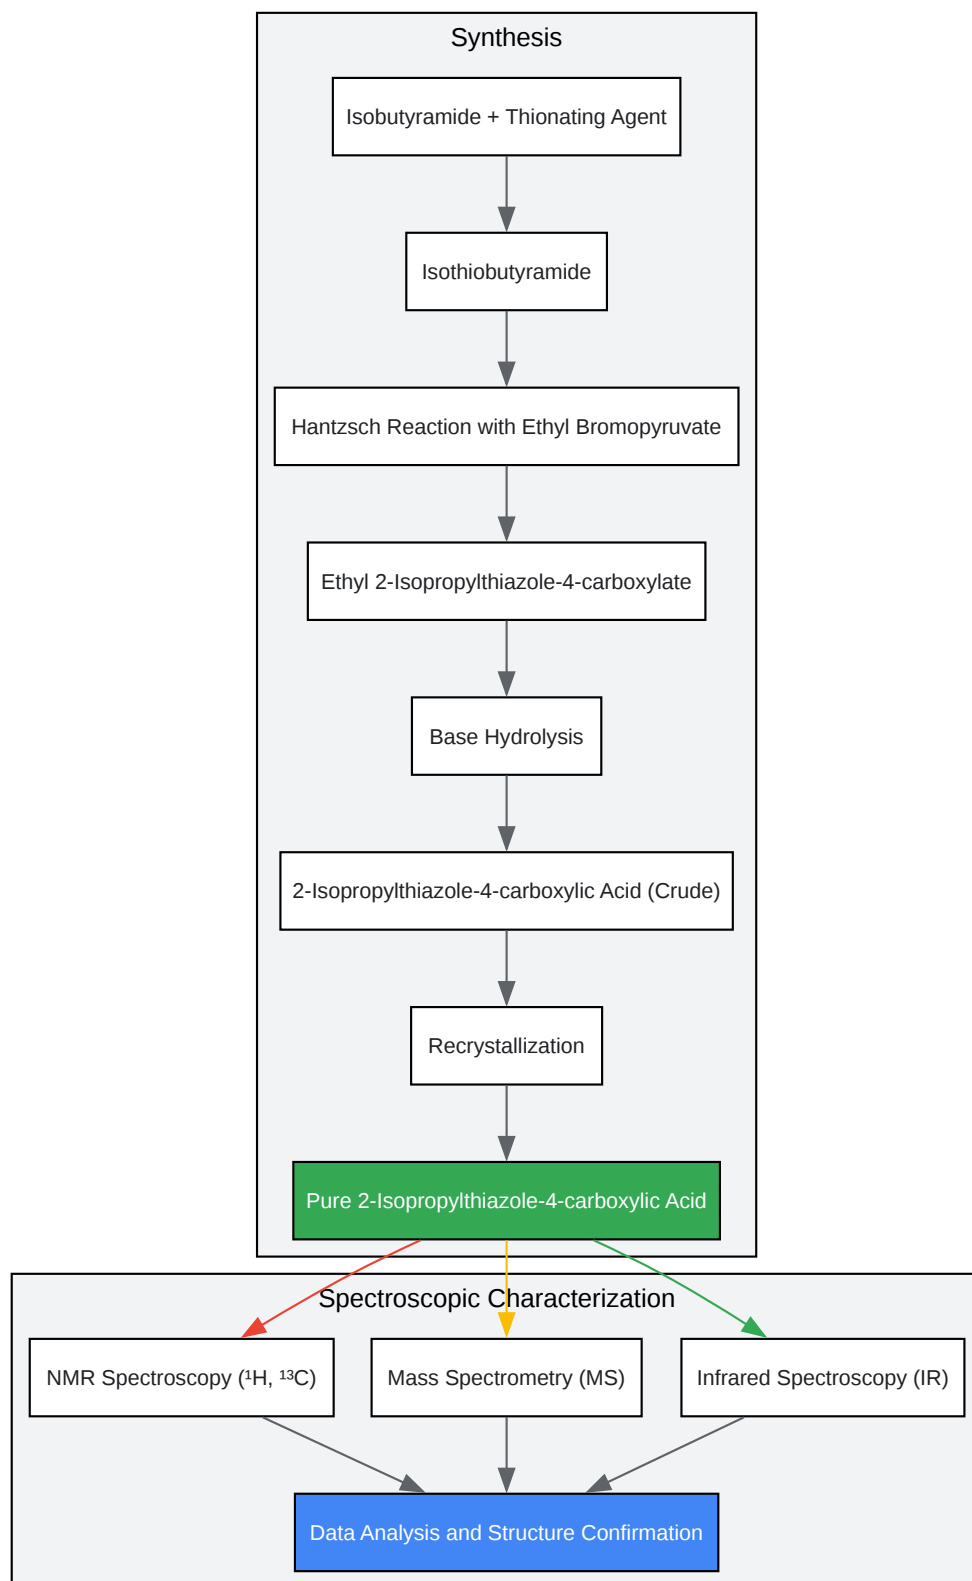 Synthesis
Isobutyramide + Thionating Agent
Isothiobutyramide
Hantzsch Reaction with Ethyl Bromopyruvate
Ethyl 2-Isopropylthiazole-4-carboxylate
Base Hydrolysis
2-Isopropylthiazole-4-carboxylic Acid (Crude)
Recrystallization
Pure 2-Isopropylthiazole-4-carboxylic Acid
Spectroscopic Characterization
NMR Spectroscopy (¹H, ¹³C)
Mass Spectrometry (MS)
Infrared Spectroscopy (IR)
Data Analysis and Structure Confirmation